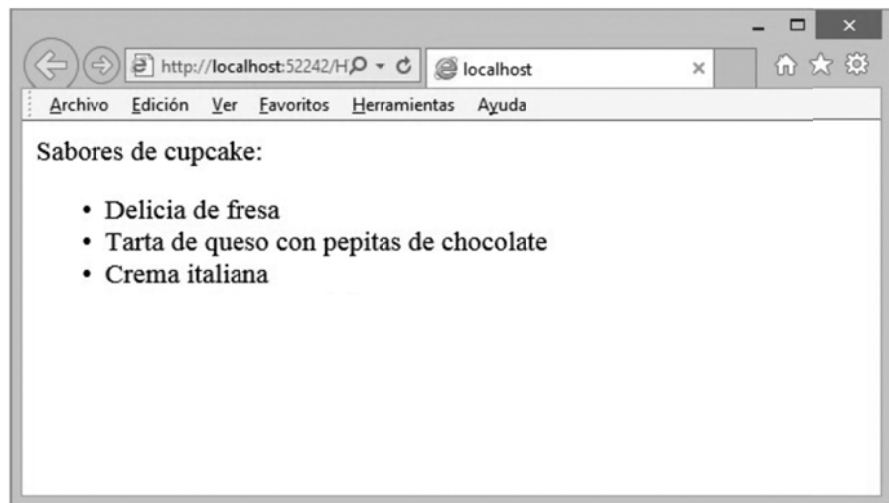 http://localhost:52242/H
localhost
Archivo Edición Ver Favoritos Herramientas Ayuda
Sabores de cupcake:
• Delicia de fresa
• Tarta de queso con pepitas de chocolate
• Crema italiana